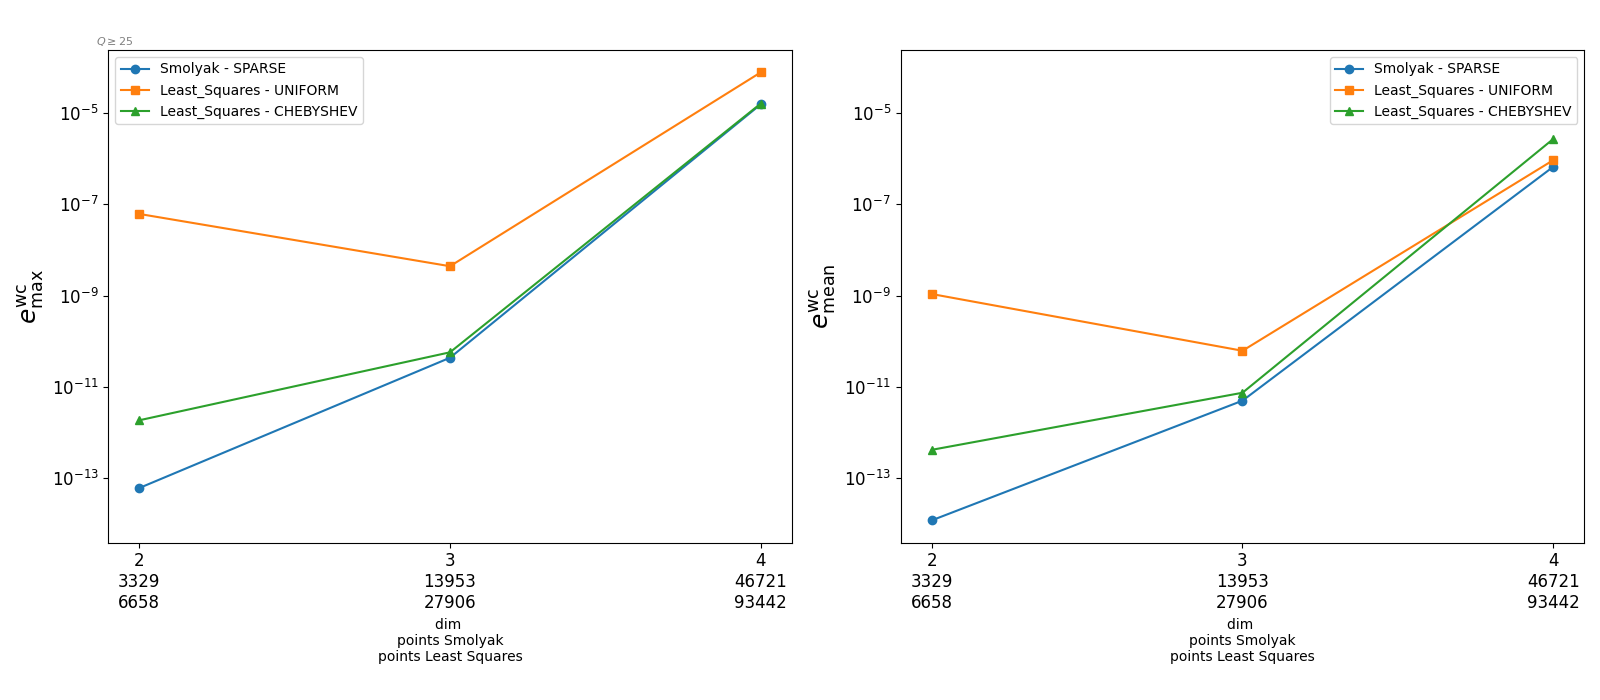 Q ≥ 25
Smolyak - SPARSE
Least_Squares - UNIFORM
Least_Squares - CHEBYSHEV
10⁻⁵
10⁻⁷
10⁻⁹
10⁻¹¹
10⁻¹³
e^wc_max
2 3 4
3329 13953 46721
6658 27906 93442
dim
points Smolyak
points Least Squares
Smolyak - SPARSE
Least_Squares - UNIFORM
Least_Squares - CHEBYSHEV
10⁻⁵
10⁻⁷
10⁻⁹
10⁻¹¹
10⁻¹³
e^wc_mean
2 3 4
3329 13953 46721
6658 27906 93442
dim
points Smolyak
points Least Squares